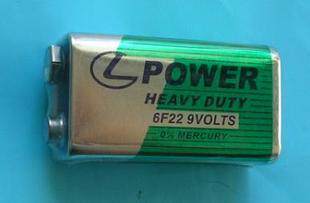 POWER
HEAVY DUTY
6F22 9VOLTS
0% MERCURY